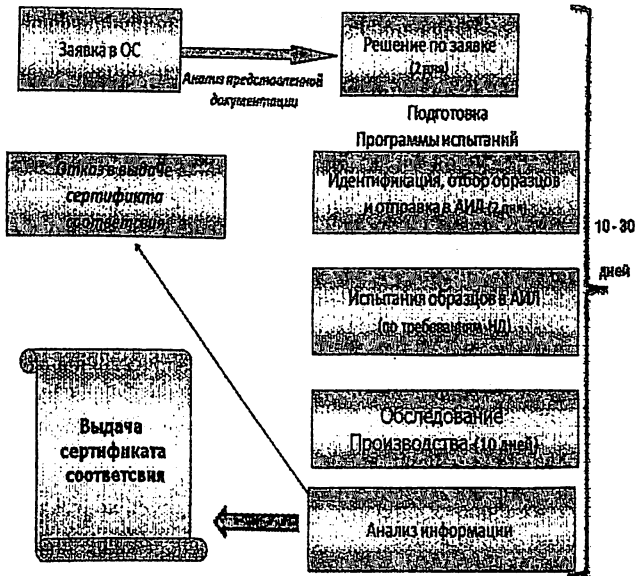 Заявка в ОС
Анализ представленной
документации
Решение по заявке
(2 дня)
Подготовка
Программы испытаний
Отказ в выдаче
сертификта
соответствия
Идентификация, отбор образцов
и отправка в АИЛ (2 дня)
10 - 30
дней
Испытания образцов в АИЛ
(по требованиям НД)
Обследование
Производства (10 дней)
Выдача
сертификата
соответсвия
Анализ информации